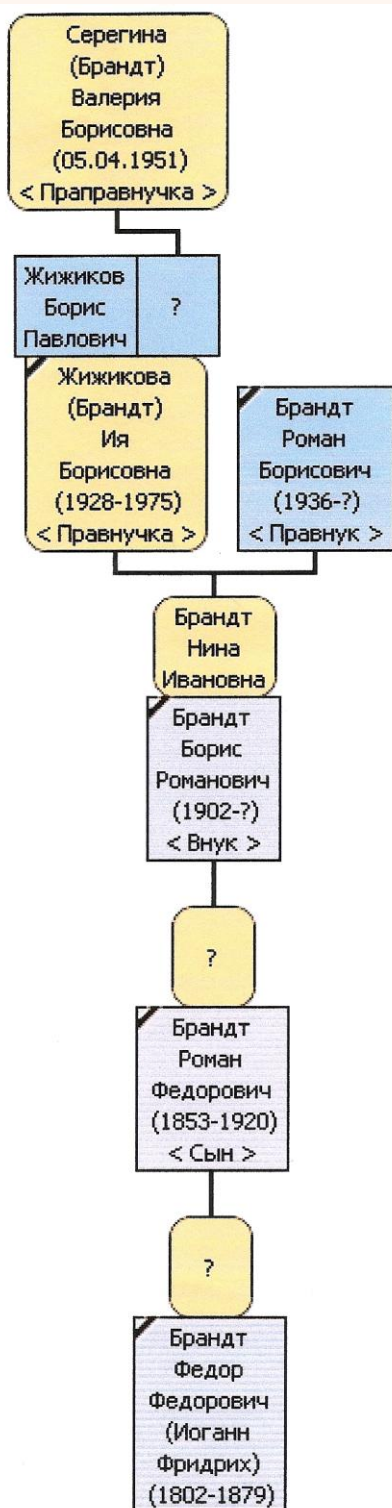 Серегина
(Брандт)
Валерия
Борисовна
(05.04.1951)
< Праправнучка >
Жижиков
Борис
Павлович
?
Жижикова
(Брандт)
Ия
Борисовна
(1928-1975)
< Правнучка >
Брандт
Роман
Борисович
(1936-?)
< Правнук >
Брандт
Нина
Ивановна
Брандт
Борис
Романович
(1902-?)
< Внук >
?
Брандт
Роман
Федорович
(1853-1920)
< Сын >
?
Брандт
Федор
Федорович
(Иоганн
Фридрих)
(1802-1879)